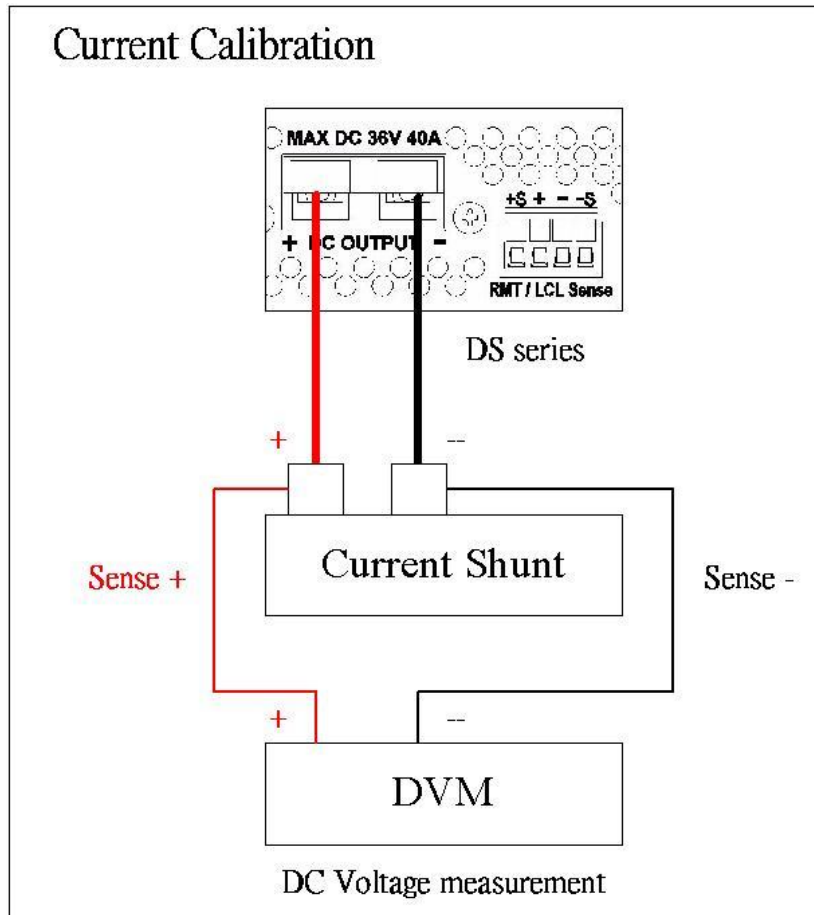 Current Calibration
MAX DC 36V 40A
+S + - -S
+ DC OUTPUT -
RMT / LCL Sense
DS series
+ --
Current Shunt
Sense +
Sense -
+ --
DVM
DC Voltage measurement